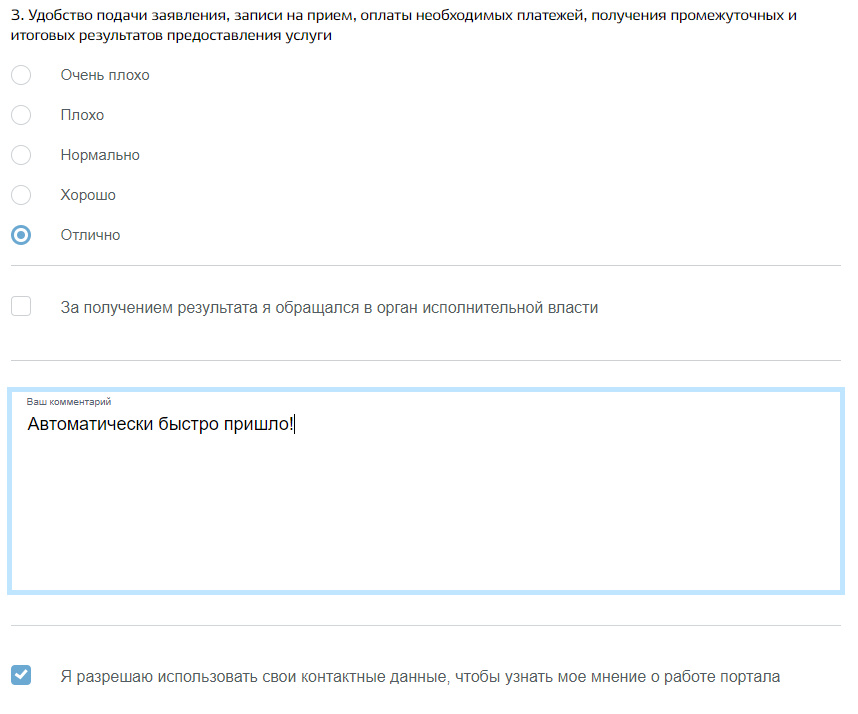 3. Удобство подачи заявления, записи на прием, оплаты необходимых платежей, получения промежуточных и
итоговых результатов предоставления услуги
Очень плохо
Плохо
Нормально
Хорошо
Отлично
За получением результата я обращался в орган исполнительной власти
Ваш комментарий
Автоматически быстро пришло!
Я разрешаю использовать свои контактные данные, чтобы узнать мое мнение о работе портала